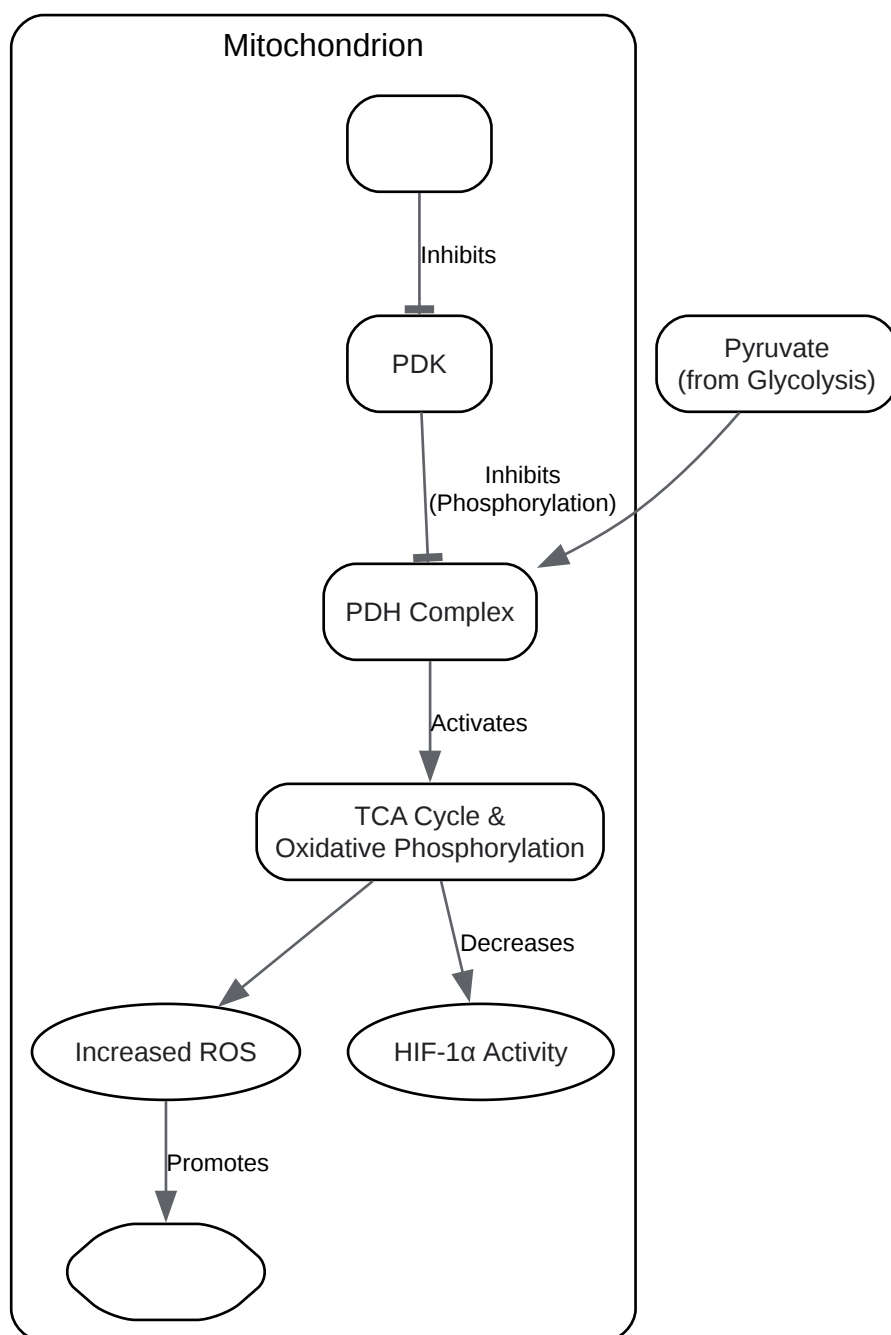 Mitochondrion
Inhibits
PDK
Pyruvate
(from Glycolysis)
Inhibits
(Phosphorylation)
PDH Complex
Activates
TCA Cycle &
Oxidative Phosphorylation
Decreases
Increased ROS
HIF-1α Activity
Promotes